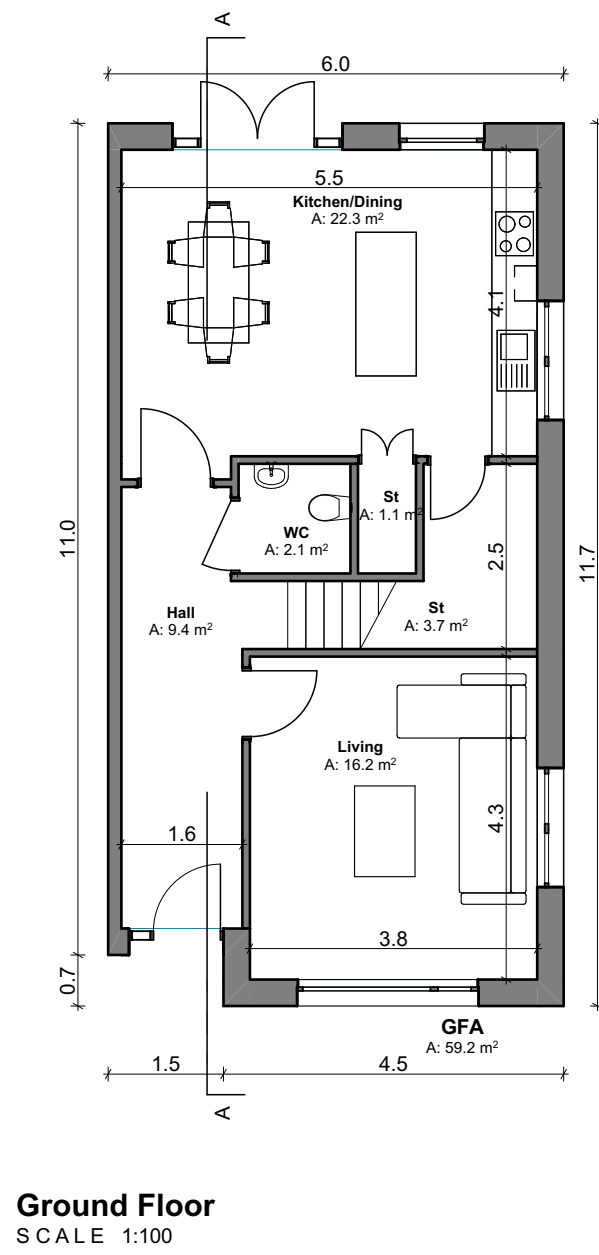 A
6.0
5.5
Kitchen/Dining
A: 22.3 m²
4.1
11.0
11.7
St
A: 1.1 m²
WC
A: 2.1 m²
2.5
Hall
A: 9.4 m²
St
A: 3.7 m²
Living
A: 16.2 m²
4.3
1.6
3.8
0.7
GFA
A: 59.2 m²
1.5
4.5
A
Ground Floor
SCALE 1:100